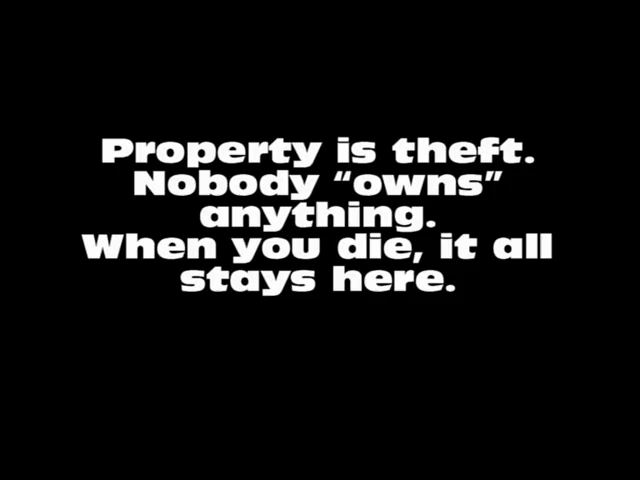 Property is theft.
Nobody “owns”
anything.
When you die, it all
stays here.